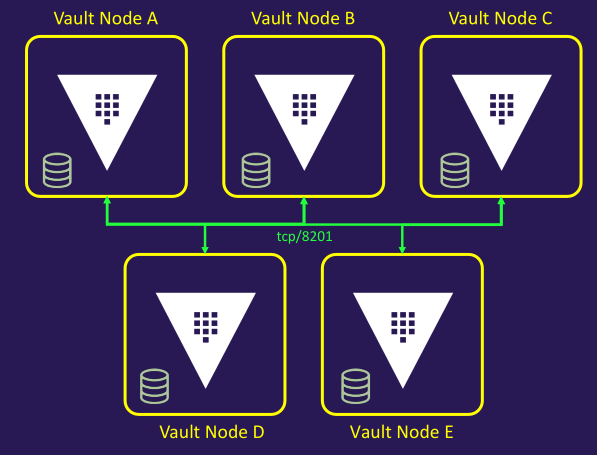 Vault Node A
Vault Node B
Vault Node C
tcp/8201
Vault Node D
Vault Node E